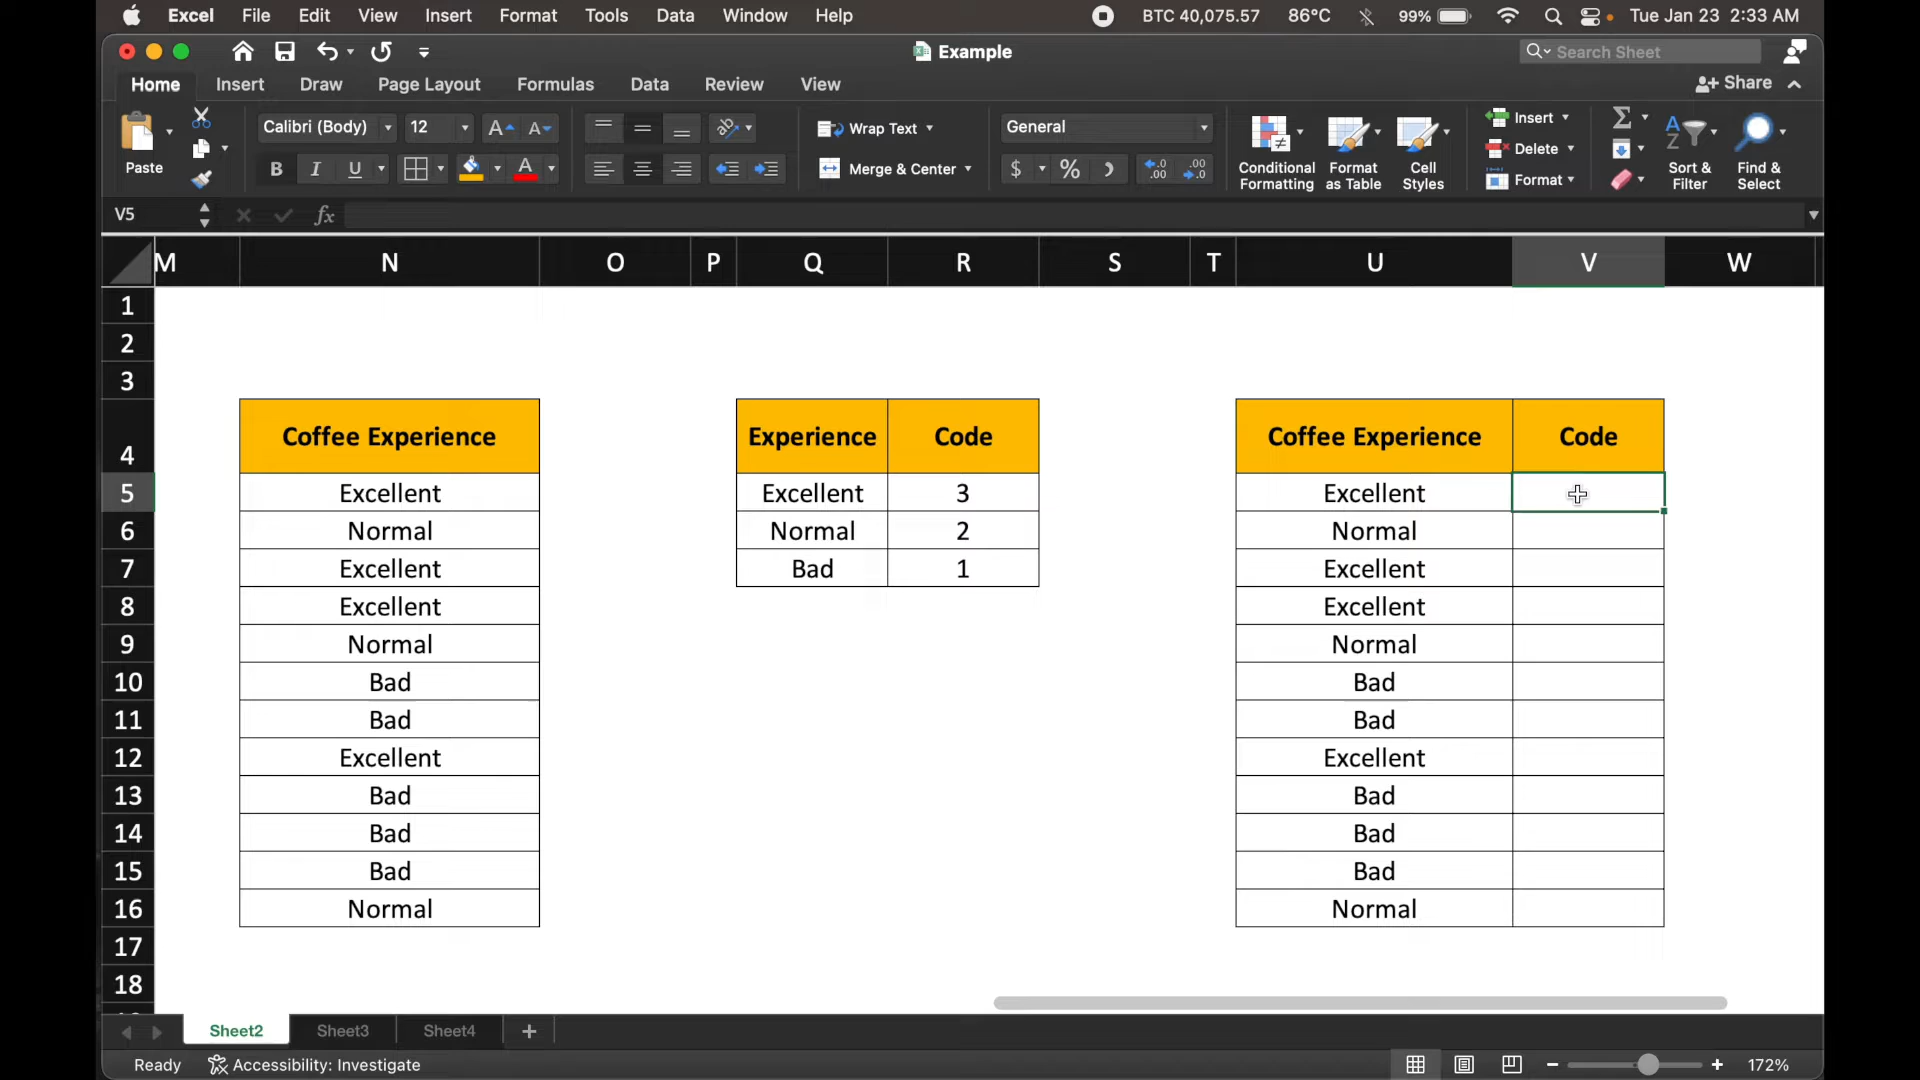 Excel File Edit View Insert Format Tools Data Window Help BTC 40,075.57 86°C 99% Tue Jan 23 2:33 AM
Example Search Sheet
Home Insert Draw Page Layout Formulas Data Review View Share
Calibri (Body) 12 A A ab Wrap Text General Insert
Paste B I U A Merge & Center $ % .0 .00 .00 .0 Conditional Formatting Format as Table Cell Styles Delete Format Sort & Filter Find & Select
V5 fx
M N O P Q R S T U V W
1
2
3
4 Coffee Experience Experience Code Coffee Experience Code
5 Excellent Excellent 3 Excellent
6 Normal Normal 2 Normal
7 Excellent Bad 1 Excellent
8 Excellent Excellent
9 Normal Normal
10 Bad Bad
11 Bad Bad
12 Excellent Excellent
13 Bad Bad
14 Bad Bad
15 Bad Bad
16 Normal Normal
17
18
Sheet2 Sheet3 Sheet4 +
Ready Accessibility: Investigate − + 172%